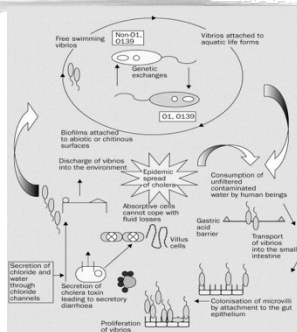 Free swimming
vibrios
Non-O1,
O139
Vibrios attached to
aquatic life forms
Genetic
exchanges
O1, O139
Biofilms attached
to abiotic or chitinous
surfaces
Discharge of vibrios
into the environment
Epidemic
spread
of cholera
Consumption of
unfiltered
contaminated
water by human beings
Absorptive cells
cannot cope with
fluid losses
Villus
cells
Gastric
acid
barrier
Transport
of vibrios
into the small
intestine
Secretion of
chloride and
water
through
chloride
channels
Secretion of
cholera toxin
leading to secretory
diarrhoea
Colonisation of microvilli
by attachment to the gut
epithelium
Proliferation
of vibrios